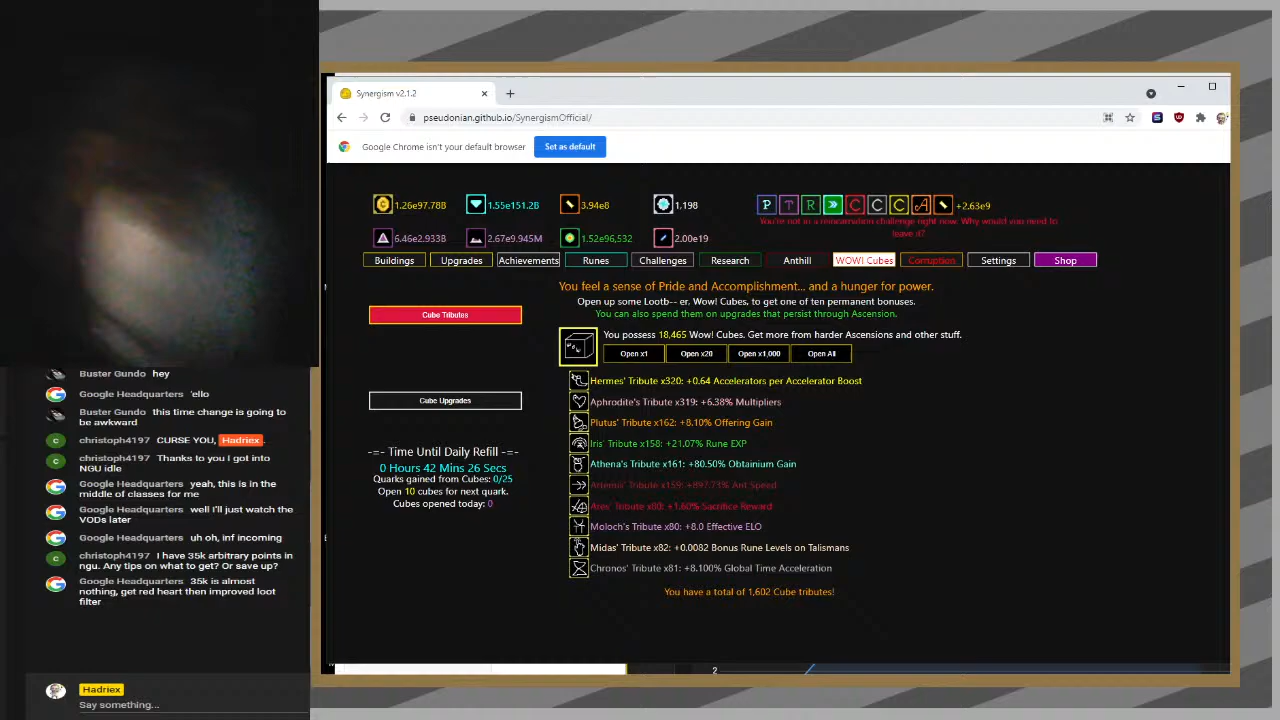 Buster Gundo hey
Google Headquarters 'ello
Buster Gundo this time change is going to
be awkward
christoph4197 CURSE YOU, Hadriex.
christoph4197 Thanks to you I got into
NGU idle
Google Headquarters yeah, this is in the
middle of classes for me
Google Headquarters well I'll just watch the
VODs later
Google Headquarters uh oh, inf incoming
christoph4197 I have 35k arbitrary points in
ngu. Any tips on what to get? Or save up?
Google Headquarters 35k is almost
nothing, get red heart then improved loot
filter
Hadriex
Say something...
Synergism v2.1.2
pseudonian.github.io/SynergismOfficial/
Google Chrome isn't your default browser
Set as default
1.26e97.78B
1.55e151.2B
3.94e8
1,198
P T R C C C A +2.63e9
You're not in a reincarnation challenge right now. Why would you need to
leave it?
6.46e2.933B
2.67e9.945M
1.52e96,532
2.00e19
Buildings
Upgrades
Achievements
Runes
Challenges
Research
Anthill
WOW! Cubes
Corruption
Settings
Shop
You feel a sense of Pride and Accomplishment... and a hunger for power.
Open up some Lootb-- er, Wow! Cubes, to get one of ten permanent bonuses.
You can also spend them on upgrades that persist through Ascension.
Cube Tributes
You possess 18,465 Wow! Cubes. Get more from harder Ascensions and other stuff.
Open x1
Open x20
Open x1,000
Open All
Hermes' Tribute x320: +0.64 Accelerators per Accelerator Boost
Aphrodite's Tribute x319: +6.38% Multipliers
Cube Upgrades
Plutus' Tribute x162: +8.10% Offering Gain
Iris' Tribute x158: +21.07% Rune EXP
-=- Time Until Daily Refill -=-
0 Hours 42 Mins 26 Secs
Quarks gained from Cubes: 0/25
Open 10 cubes for next quark.
Cubes opened today: 0
Athena's Tribute x161: +80.50% Obtainium Gain
Artemis' Tribute x159: +897.73% Ant Speed
Ares' Tribute x80: +1.60% Sacrifice Reward
Moloch's Tribute x80: +8.0 Effective ELO
Midas' Tribute x82: +0.0082 Bonus Rune Levels on Talismans
Chronos' Tribute x81: +8.100% Global Time Acceleration
You have a total of 1,602 Cube tributes!
2